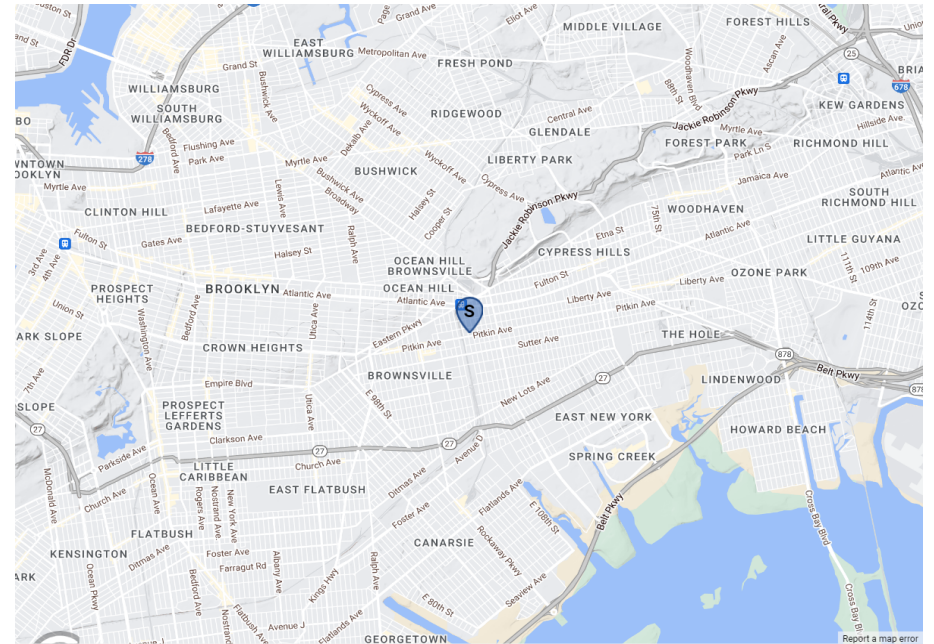 Grand Ave
Eliot Ave
MIDDLE VILLAGE
FOREST HILLS
FDR Dr
EAST
WILLIAMSBURG
Metropolitan Ave
FRESH POND
Woodhaven Blvd
Ascan Ave
25
Grand St
Bushwick Ave
88th St
Jackie Robinson Pkwy
678
WILLIAMSBURG
SOUTH
WILLIAMSBURG
Cypress Ave
Wyckoff Ave
Dekalb Ave
RIDGEWOOD
Central Ave
GLENDALE
KEW GARDENS
Hillside Ave
Bedford Ave
Flushing Ave
Park Ave
278
Myrtle Ave
Myrtle Ave
FOREST PARK
Park Ln S
RICHMOND HILL
Wyckoff Ave
LIBERTY PARK
BUSHWICK
Bushwick Ave
Broadway
Lewis Ave
Myrtle Ave
Cypress Ave
Jackie Robinson Pkwy
Jamaica Ave
Atlantic Ave
CLINTON HILL
Lafayette Ave
Halsey St
Cooper St
75th St
WOODHAVEN
SOUTH
RICHMOND HILL
BEDFORD-STUYVESANT
Ralph Ave
Etna St
Atlantic Ave
Fulton St
Gates Ave
Halsey St
3rd Ave
4th Ave
OCEAN HILL
BROWNSVILLE
CYPRESS HILLS
LITTLE GUYANA
111th St
109th Ave
OCEAN HILL
Fulton St
OZONE PARK
PROSPECT
HEIGHTS
BROOKLYN
Atlantic Ave
Atlantic Ave
Liberty Ave
Liberty Ave
Union St
Washington Ave
Bedford Ave
Utica Ave
Eastern Pkwy
S
Pitkin Ave
Pitkin Ave
Pitkin Ave
Sutter Ave
THE HOLE
114th St
CROWN HEIGHTS
878
Belt Pkwy
7th Ave
Empire Blvd
BROWNSVILLE
E 98th St
New Lots Ave
27
LINDENWOOD
PROSPECT
LEFFERTS
GARDENS
Utica Ave
EAST NEW YORK
HOWARD BEACH
27
Clarkson Ave
27
27
Avenue D
Parkside Ave
Church Ave
SPRING CREEK
LITTLE
CARIBBEAN
McDonald Ave
Church Ave
Ocean Ave
Rogers Ave
Nostrand Ave
New York Ave
EAST FLATBUSH
Ditmas Ave
Flatlands Ave
E 108th St
Belt Pkwy
Cross Bay Blvd
Foster Ave
Rockaway Pkwy
FLATBUSH
CANARSIE
KENSINGTON
Ditmas Ave
Foster Ave
Farragut Rd
Albany Ave
Ralph Ave
Kings Hwy
Ocean Pkwy
Seaview Ave
E 80th St
Flatbush Ave
Nostrand Ave
Avenue J
GEORGETOWN
Cross Bay Blvd
Report a map error